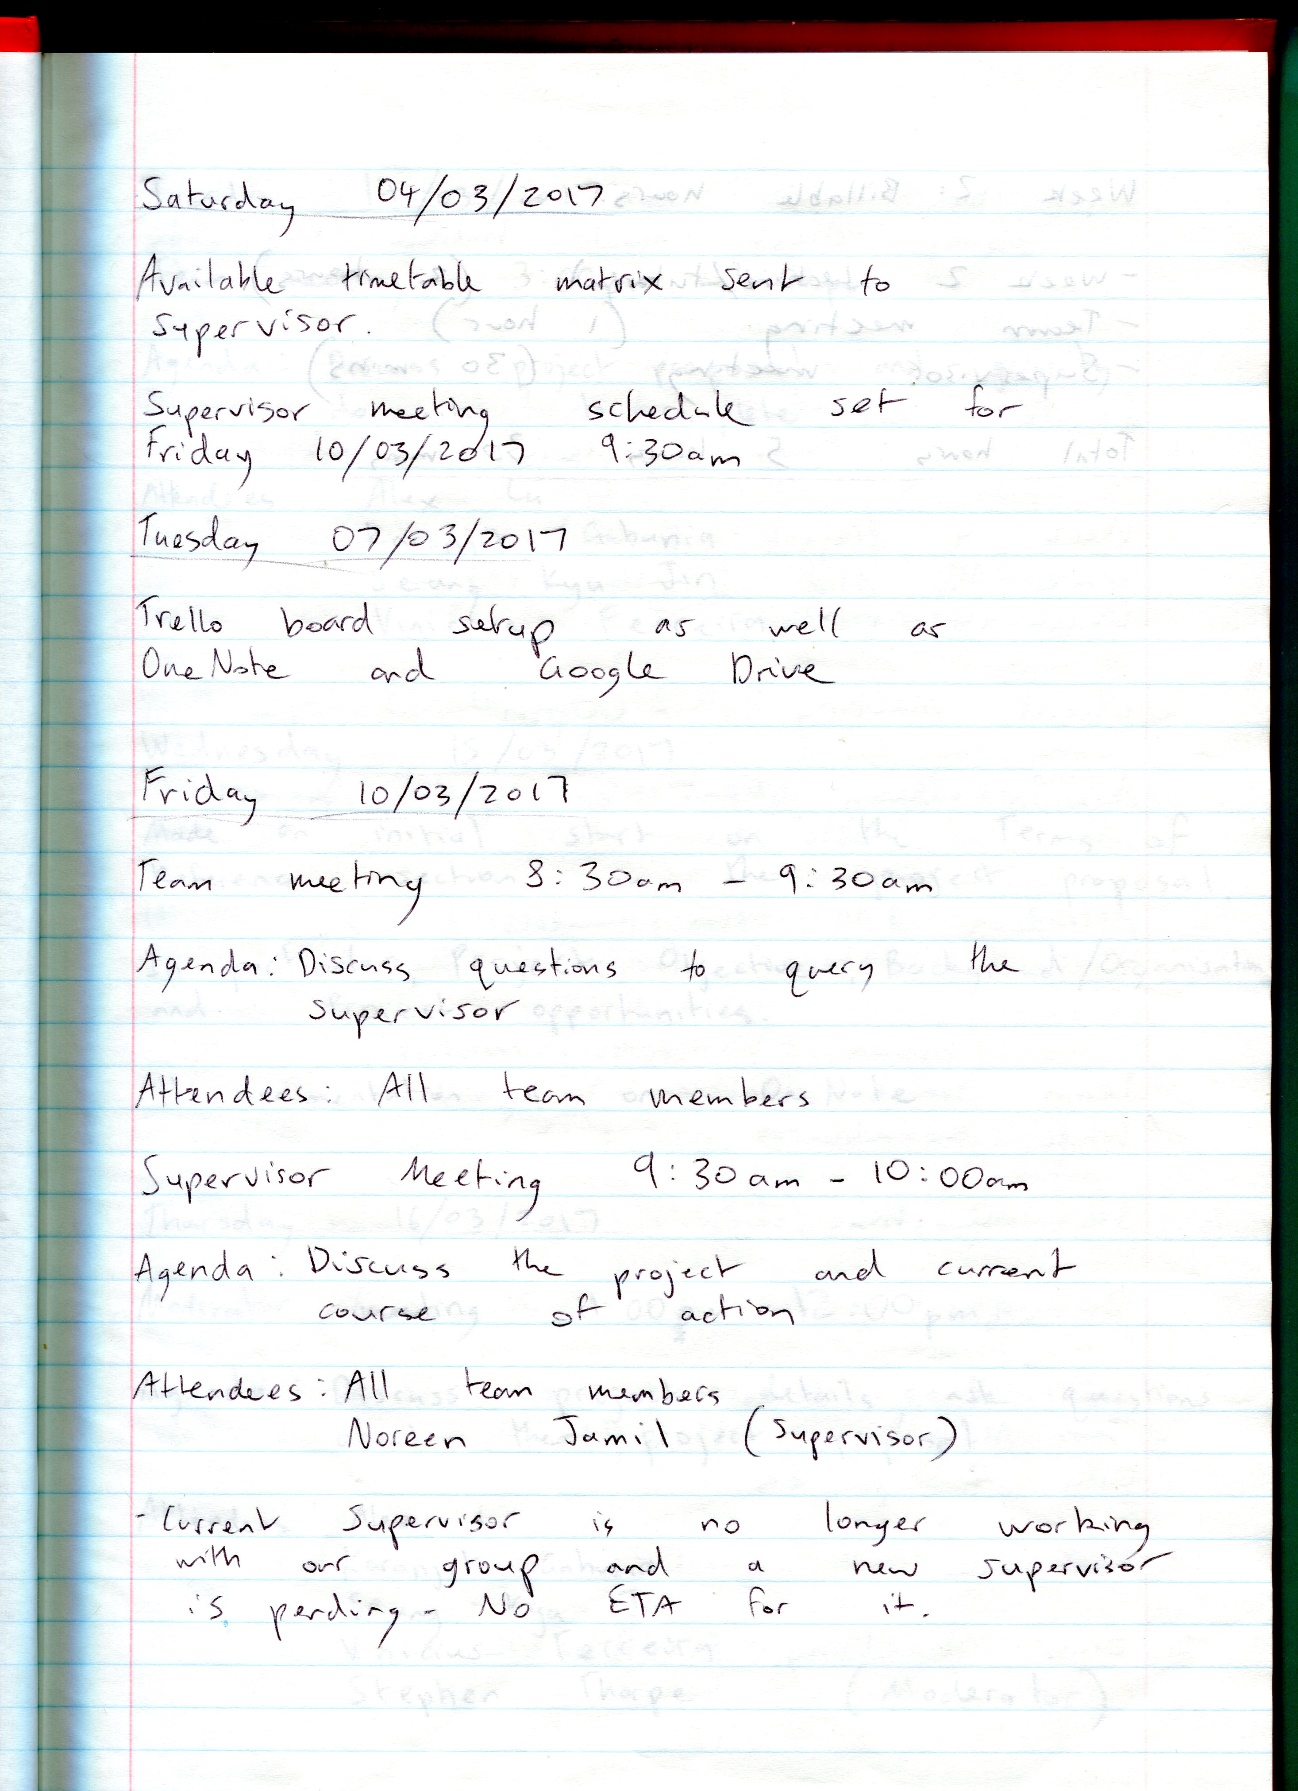 Saturday 04/03/2017
Available timetable matrix sent to
supervisor.
Supervisor meeting schedule set for
Friday 10/03/2017 9:30am
Tuesday 07/03/2017
Trello board setup as well as
OneNote and Google Drive
Friday 10/03/2017
Team meeting 8:30am - 9:30am
Agenda: Discuss questions to query the
supervisor
Attendees: All team members
Supervisor Meeting 9:30am - 10:00am
Agenda: Discuss the project and current
course of action
Attendees: All team members
Noreen Jamil (Supervisor)
- Current Supervisor is no longer working
with our group and a new supervisor
is pending - No ETA for it.